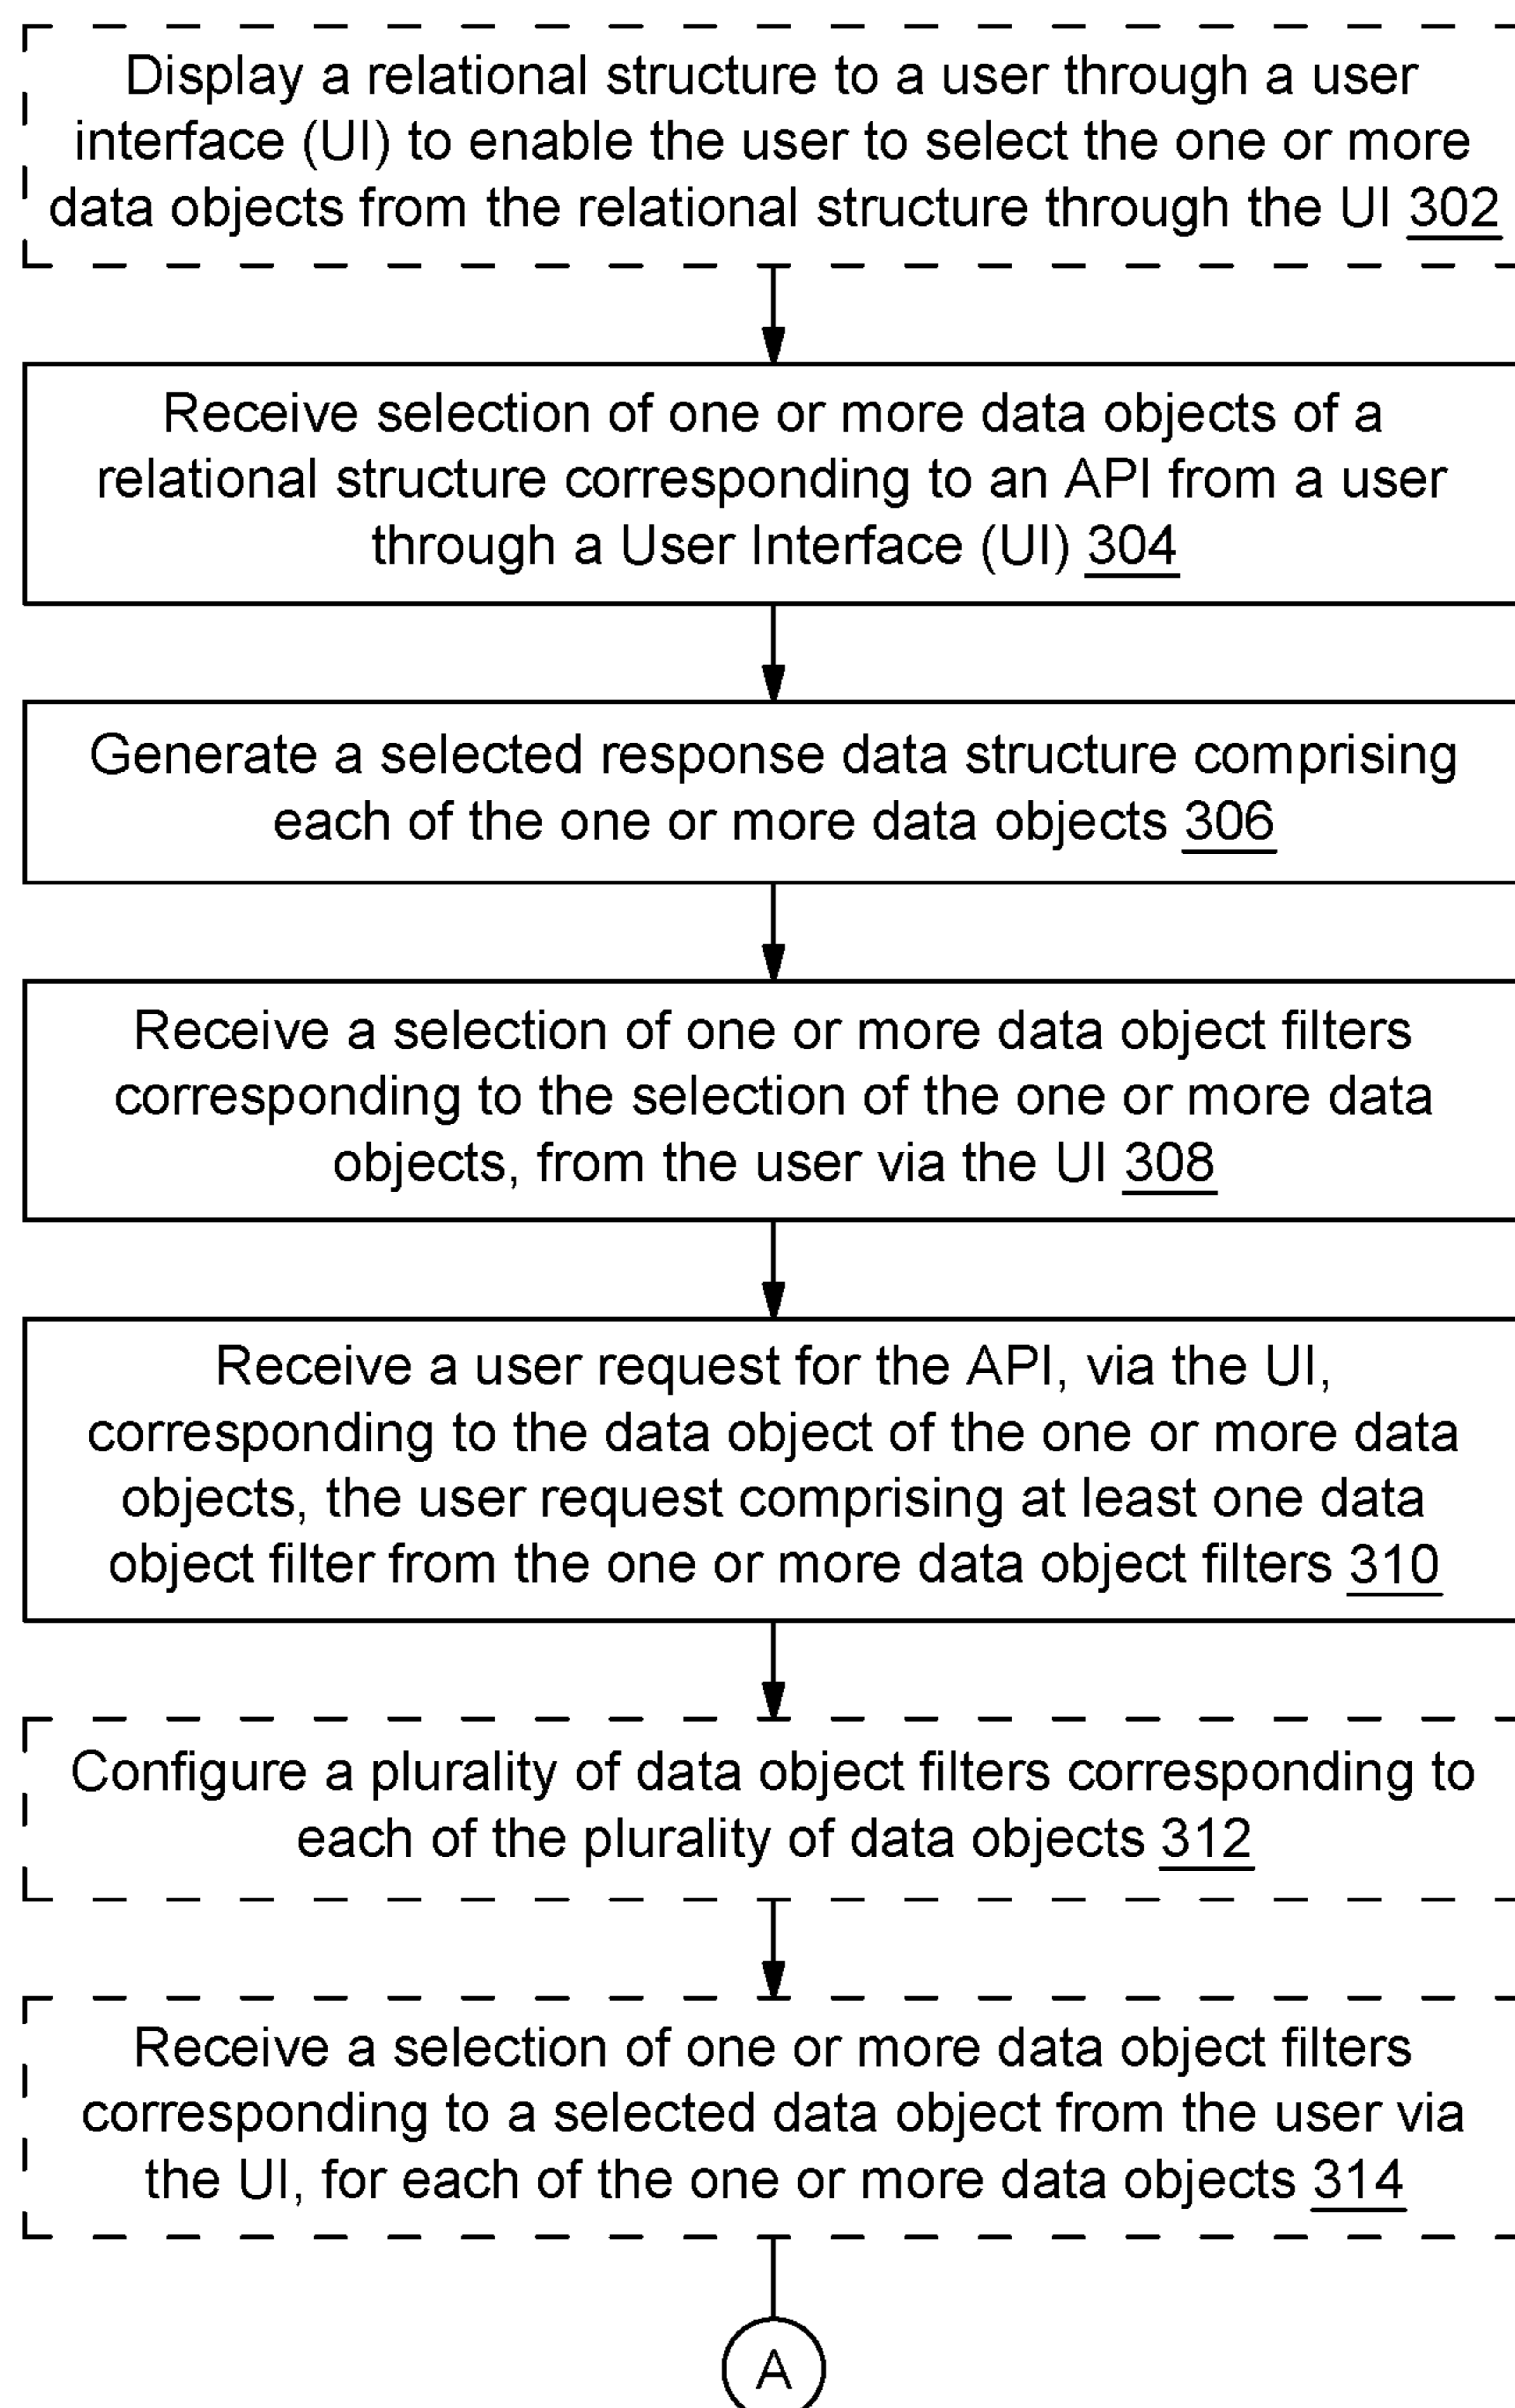 Display a relational structure to a user through a user
interface (UI) to enable the user to select the one or more
data objects from the relational structure through the UI 302
Receive selection of one or more data objects of a
relational structure corresponding to an API from a user
through a User Interface (UI) 304
Generate a selected response data structure comprising
each of the one or more data objects 306
Receive a selection of one or more data object filters
corresponding to the selection of the one or more data
objects, from the user via the UI 308
Receive a user request for the API, via the UI,
corresponding to the data object of the one or more data
objects, the user request comprising at least one data
object filter from the one or more data object filters 310
Configure a plurality of data object filters corresponding to
each of the plurality of data objects 312
Receive a selection of one or more data object filters
corresponding to a selected data object from the user via
the UI, for each of the one or more data objects 314
A